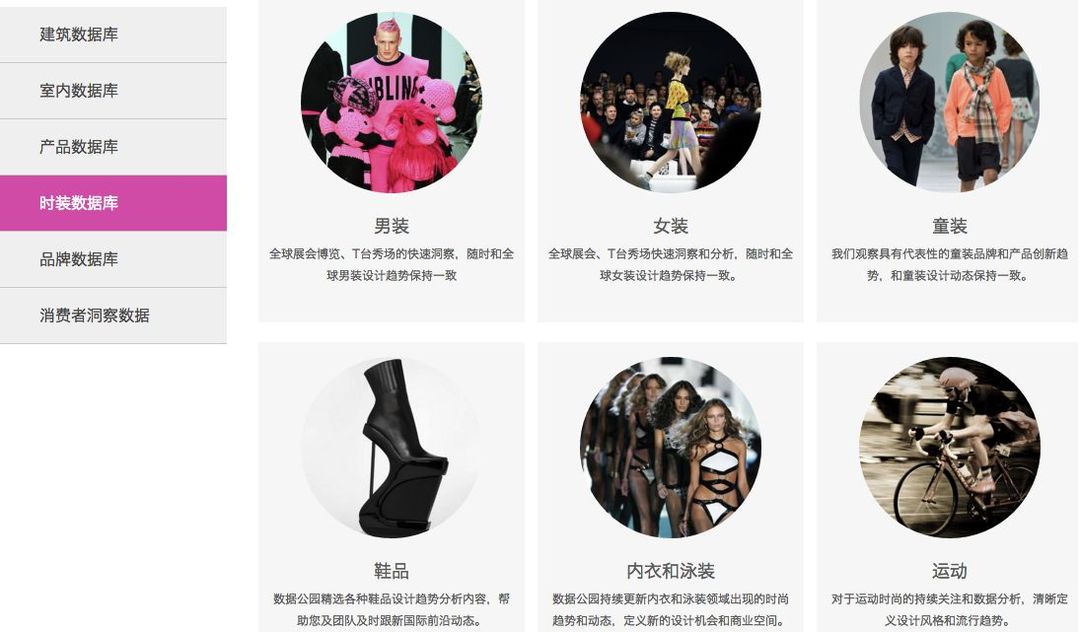 建筑数据库
室内数据库
产品数据库
时装数据库
品牌数据库
消费者洞察数据
IBLING
男装
全球展会博览、T台秀场的快速洞察，随时和全
球男装设计趋势保持一致
女装
全球展会、T台秀场快速洞察和分析，随时和全
球女装设计趋势保持一致。
童装
我们观察具有代表性的童装品牌和产品创新趋
势，和童装设计动态保持一致。
鞋品
数据公园精选各种鞋品设计趋势分析内容，帮
助您及团队及时跟新国际前沿动态。
内衣和泳装
数据公园持续更新内衣和泳装领域出现的时尚
趋势和动态，定义新的设计机会和商业空间。
运动
对于运动时尚的持续关注和数据分析，清晰定
义设计风格和流行趋势。